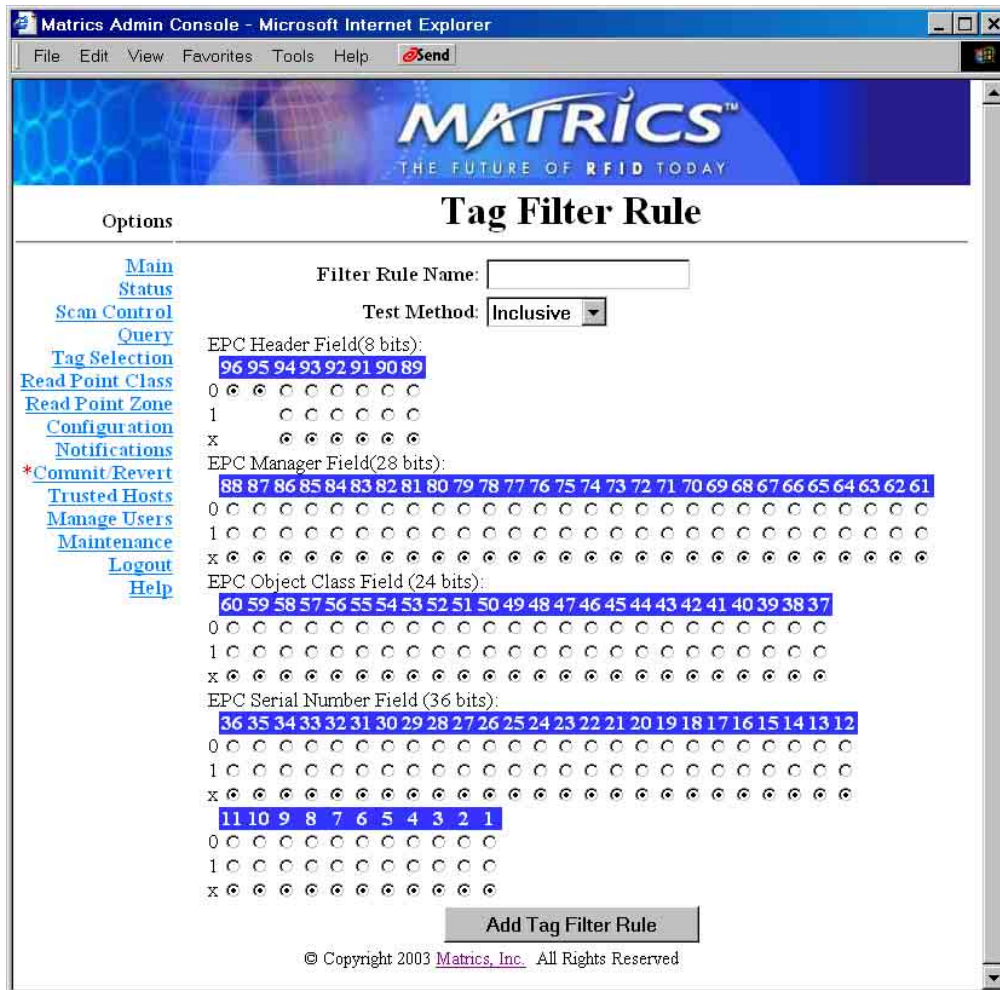 Matrics Admin Console - Microsoft Internet Explorer
File Edit View Favorites Tools Help eSend
MATRICS™
THE FUTURE OF RFID TODAY
Options
Tag Filter Rule
Main
Status
Scan Control
Query
Tag Selection
Read Point Class
Read Point Zone
Configuration
Notifications
*Commit/Revert
Trusted Hosts
Manage Users
Maintenance
Logout
Help
Filter Rule Name:
Test Method: Inclusive
EPC Header Field(8 bits):
96 95 94 93 92 91 90 89
0
1
x
EPC Manager Field(28 bits):
88 87 86 85 84 83 82 81 80 79 78 77 76 75 74 73 72 71 70 69 68 67 66 65 64 63 62 61
0
1
x
EPC Object Class Field (24 bits):
60 59 58 57 56 55 54 53 52 51 50 49 48 47 46 45 44 43 42 41 40 39 38 37
0
1
x
EPC Serial Number Field (36 bits):
36 35 34 33 32 31 30 29 28 27 26 25 24 23 22 21 20 19 18 17 16 15 14 13 12
0
1
x
11 10 9 8 7 6 5 4 3 2 1
0
1
x
Add Tag Filter Rule
© Copyright 2003 Matrics, Inc. All Rights Reserved